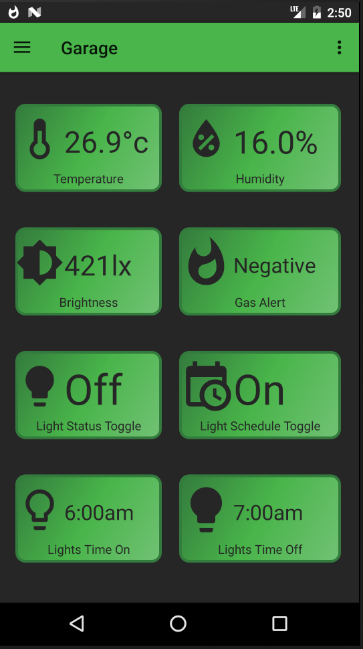 LTE 2:50
Garage
26.9°c 16.0%
Temperature Humidity
421lx Negative
Brightness Gas Alert
Off On
Light Status Toggle Light Schedule Toggle
6:00am 7:00am
Lights Time On Lights Time Off